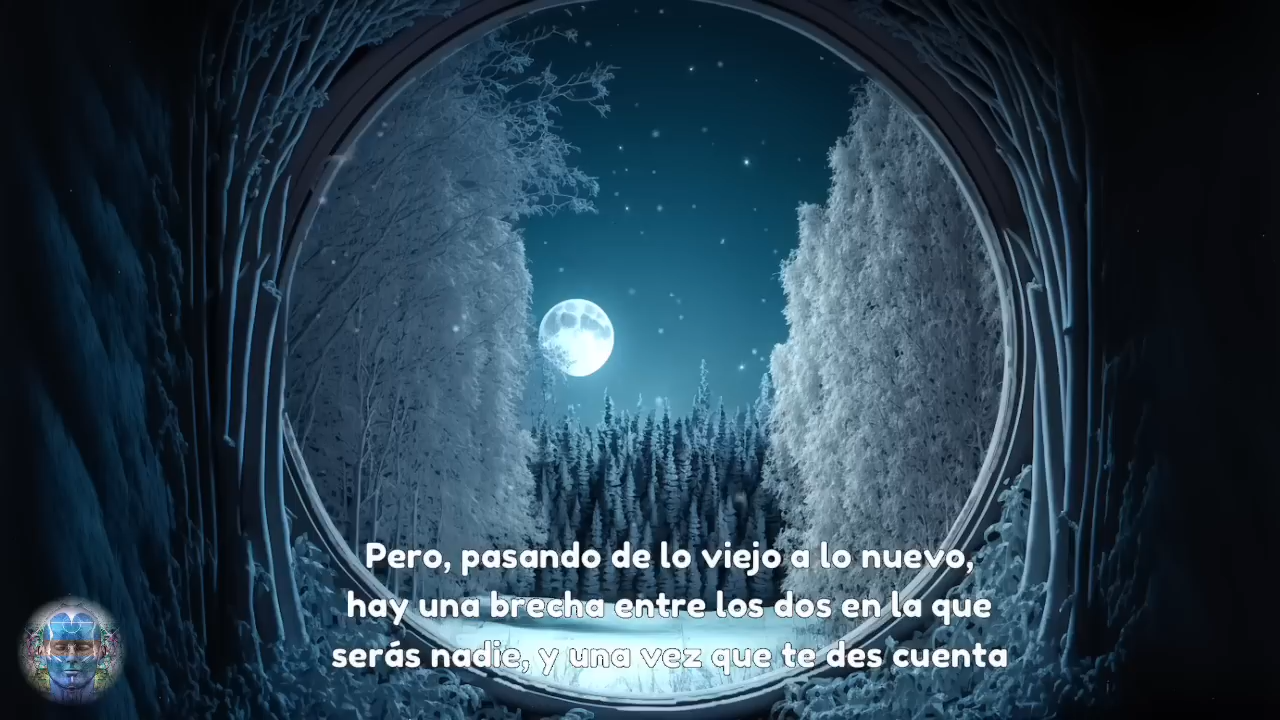 Pero, pasando de lo viejo a lo nuevo,
hay una brecha entre los dos en la que
serás nadie, y una vez que te des cuenta